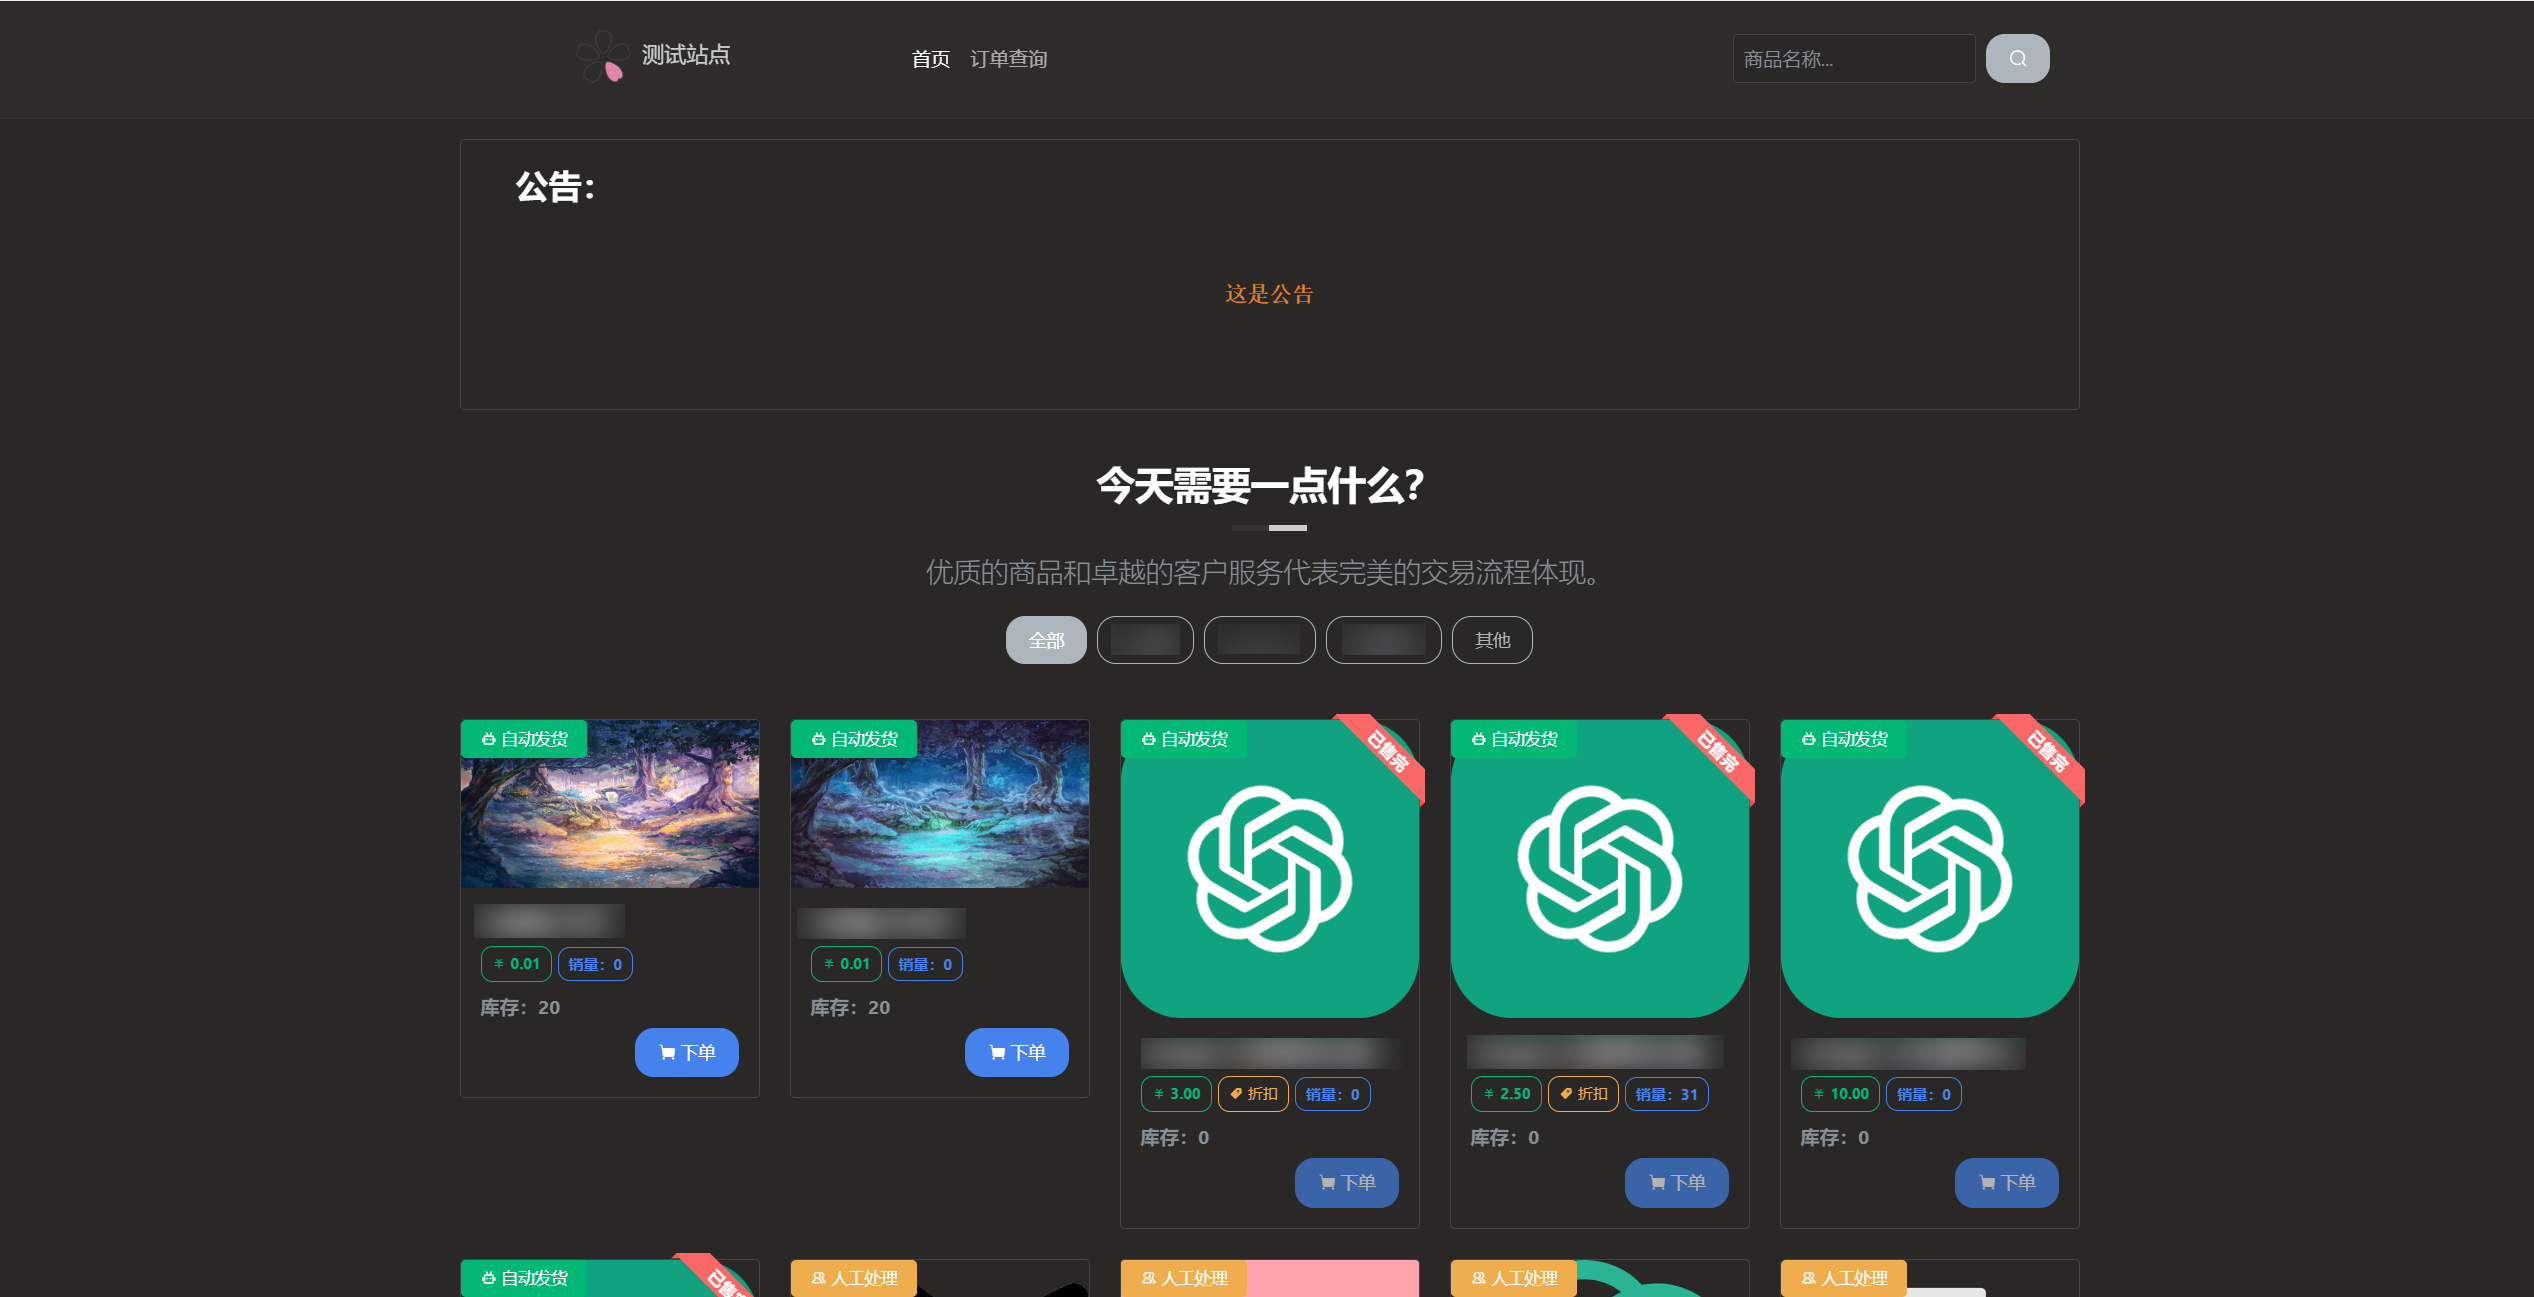 测试站点
首页 订单查询
商品名称...
公告：
这是公告
今天需要一点什么？
优质的商品和卓越的客户服务代表完美的交易流程体现。
全部 其他
自动发货
¥ 0.01 销量：0
库存：20
下单
自动发货
¥ 0.01 销量：0
库存：20
下单
自动发货
已售完
¥ 3.00 折扣 销量：0
库存：0
下单
自动发货
已售完
¥ 2.50 折扣 销量：31
库存：0
下单
自动发货
已售完
¥ 10.00 销量：0
库存：0
下单
自动发货
已售完
人工处理
人工处理
人工处理
人工处理